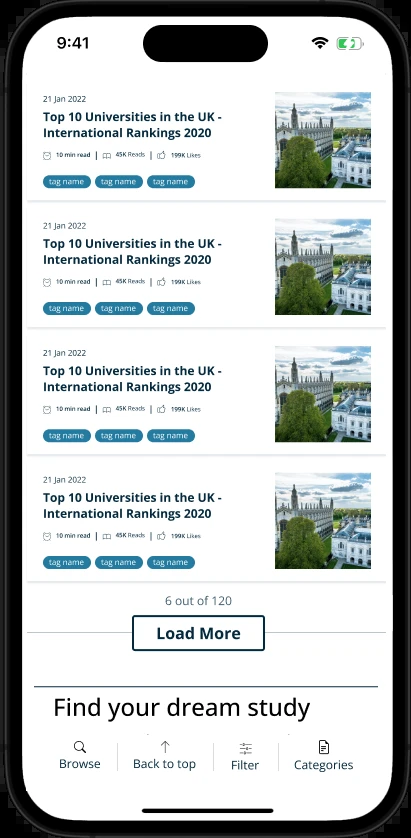 9:41
21 Jan 2022
Top 10 Universities in the UK -
International Rankings 2020
10 min read | 45K Reads | 199K Likes
tag name tag name tag name
21 Jan 2022
Top 10 Universities in the UK -
International Rankings 2020
10 min read | 45K Reads | 199K Likes
tag name tag name tag name
21 Jan 2022
Top 10 Universities in the UK -
International Rankings 2020
10 min read | 45K Reads | 199K Likes
tag name tag name tag name
21 Jan 2022
Top 10 Universities in the UK -
International Rankings 2020
10 min read | 45K Reads | 199K Likes
tag name tag name tag name
6 out of 120
Load More
Find your dream study
Browse Back to top Filter Categories